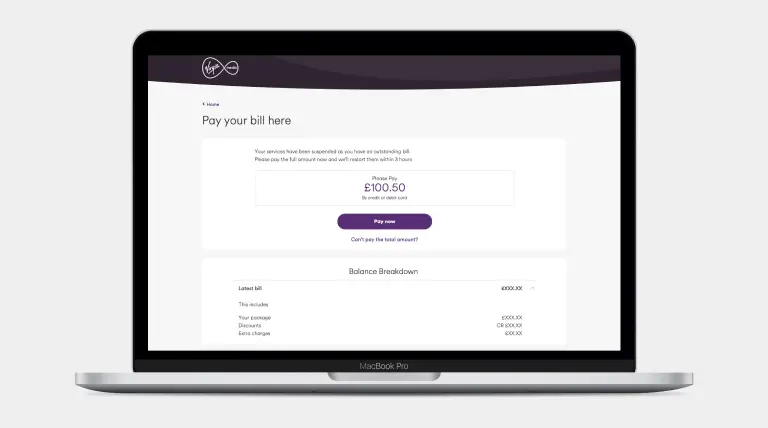 Virgin media
Home
Pay your bill here
Your services have been suspended as you have an outstanding bill.
Please pay the full amount now and we'll restart them within 3 hours
Please Pay
£100.50
By credit or debit card
Pay now
Can't pay the total amount?
Balance Breakdown
Latest bill £XXX.XX
This includes
Your package £XXX.XX
Discounts CR £XX.XX
Extra charges £XX.XX
MacBook Pro